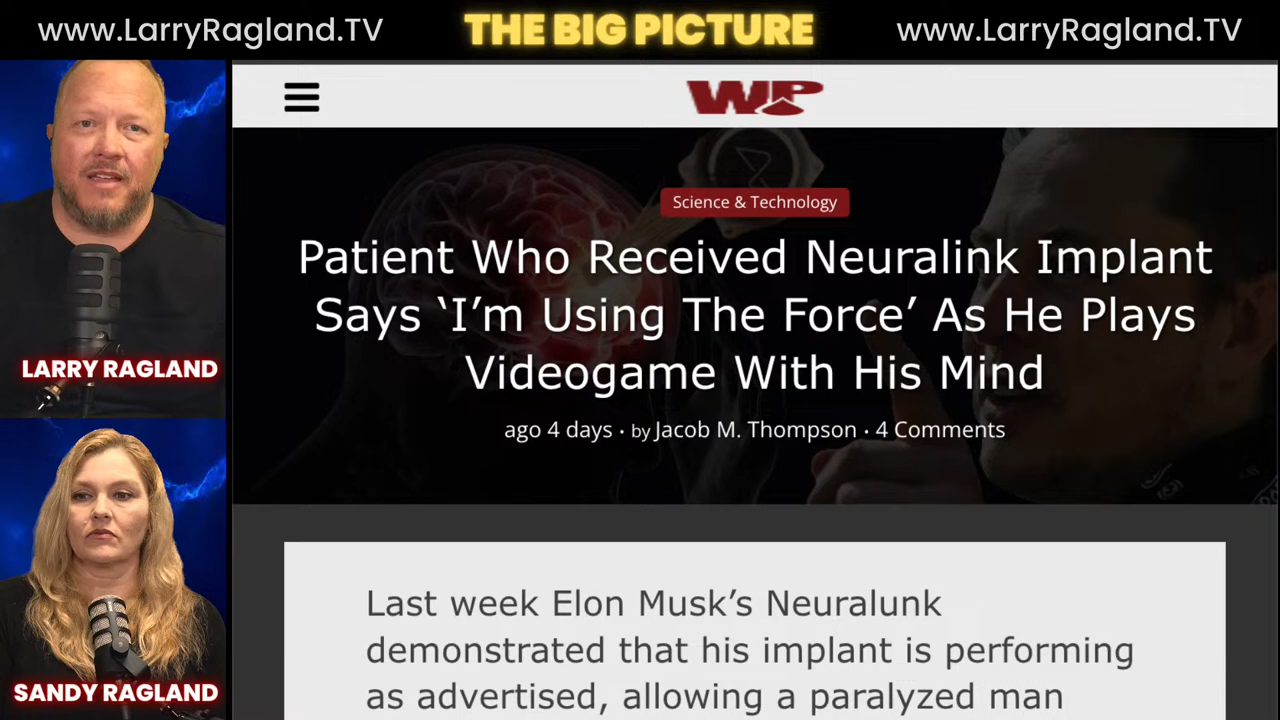 www.LarryRagland.TV
THE BIG PICTURE
www.LarryRagland.TV
WP
Science & Technology
Patient Who Received Neuralink Implant
Says ‘I’m Using The Force’ As He Plays
Videogame With His Mind
ago 4 days • by Jacob M. Thompson • 4 Comments
LARRY RAGLAND
Last week Elon Musk’s Neuralunk
demonstrated that his implant is performing
as advertised, allowing a paralyzed man
SANDY RAGLAND